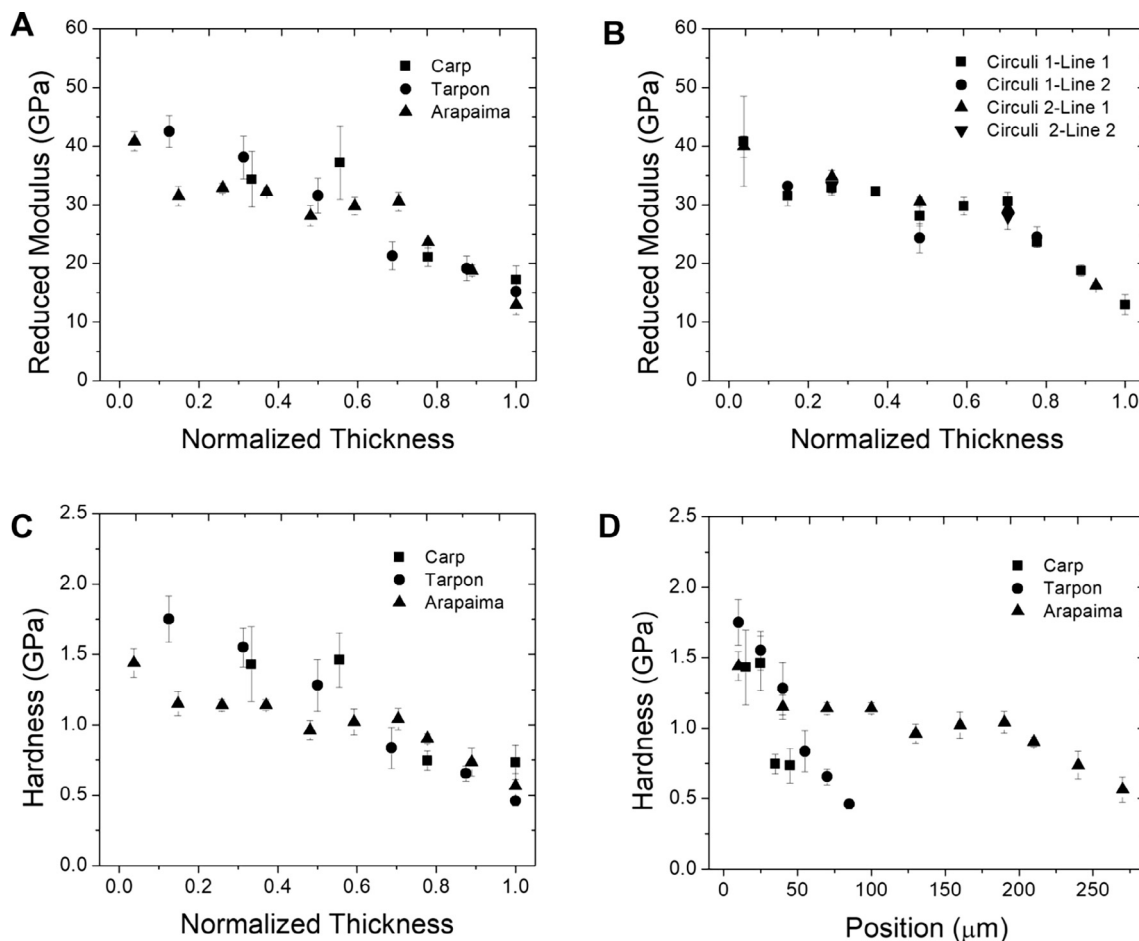 A
60
50
40
30
20
10
0
Reduced Modulus (GPa)
Carp
Tarpon
Arapaima
0.0 0.2 0.4 0.6 0.8 1.0
Normalized Thickness
B
60
50
40
30
20
10
0
Reduced Modulus (GPa)
Circuli 1-Line 1
Circuli 1-Line 2
Circuli 2-Line 1
Circuli 2-Line 2
0.0 0.2 0.4 0.6 0.8 1.0
Normalized Thickness
C
2.5
2.0
1.5
1.0
0.5
0.0
Hardness (GPa)
Carp
Tarpon
Arapaima
0.0 0.2 0.4 0.6 0.8 1.0
Normalized Thickness
D
2.5
2.0
1.5
1.0
0.5
0.0
Hardness (GPa)
Carp
Tarpon
Arapaima
0 50 100 150 200 250
Position (μm)